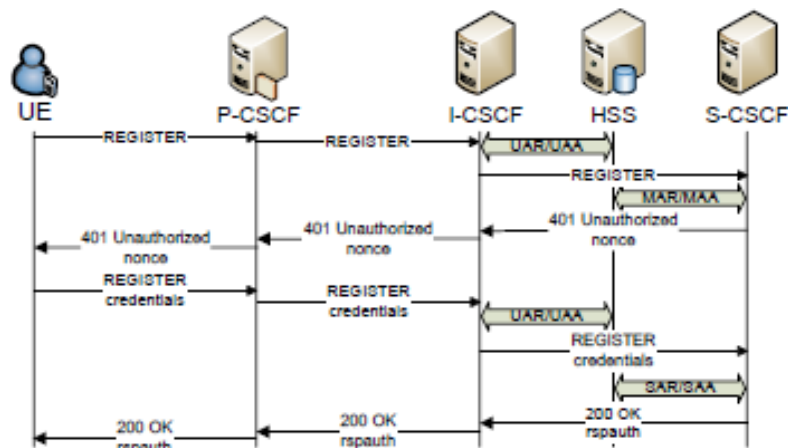 UE
P-CSCF
I-CSCF
HSS
S-CSCF
REGISTER
REGISTER
UAR/UAA
REGISTER
MAR/MAA
401 Unauthorized
nonce
401 Unauthorized
nonce
401 Unauthorized
nonce
REGISTER
credentials
REGISTER
credentials
UAR/UAA
REGISTER
credentials
SAR/SAA
200 OK
rspauth
200 OK
rspauth
200 OK
rspauth